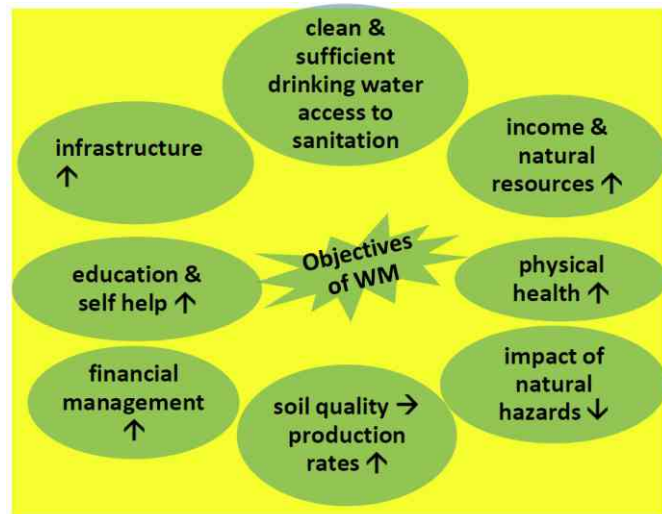 clean &
sufficient
drinking water
access to
sanitation
infrastructure
↑
income &
natural
resources ↑
Objectives
of WM
education &
self help ↑
physical
health ↑
financial
management
↑
soil quality →
production
rates ↑
impact of
natural
hazards ↓